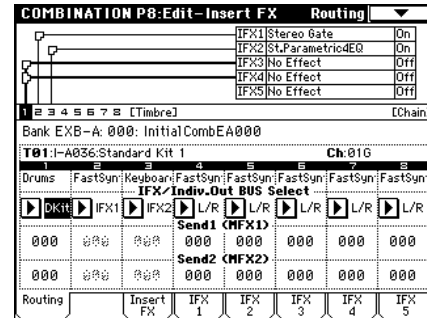 COMBINATION P8:Edit-Insert FX Routing
IFX1 Stereo Gate On
IFX2 St.Parametric4EQ On
IFX3 No Effect Off
IFX4 No Effect Off
IFX5 No Effect Off
1 2 3 4 5 6 7 8 [Timbre] [Chain
Bank EXB-A: 000: InitialCombEA000
T01:I-A036:Standard Kit 1 Ch:01G
1 2 3 4 5 6 7 8
Drums FastSyn Keyboar FastSyn FastSyn FastSyn FastSyn FastSyn
IFX/Indiv.Out BUS Select
DKit IFX1 IFX2 L/R L/R L/R L/R L/R
Send1 (MFX1)
000 000 000 000 000 000 000 000
Send2 (MFX2)
000 000 000 000 000 000 000 000
Routing Insert FX IFX 1 IFX 2 IFX 3 IFX 4 IFX 5